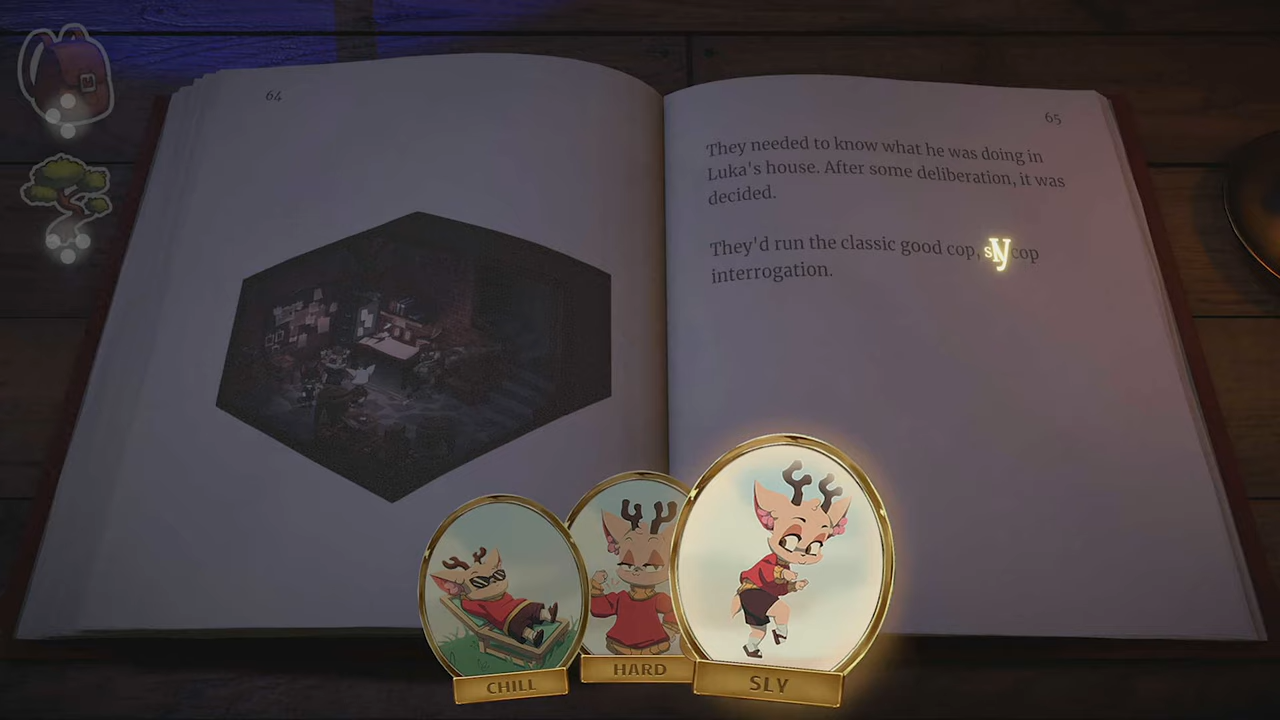 64
65
They needed to know what he was doing in
Luka's house. After some deliberation, it was
decided.
They'd run the classic good cop, sly cop
interrogation.
CHILL
HARD
SLY